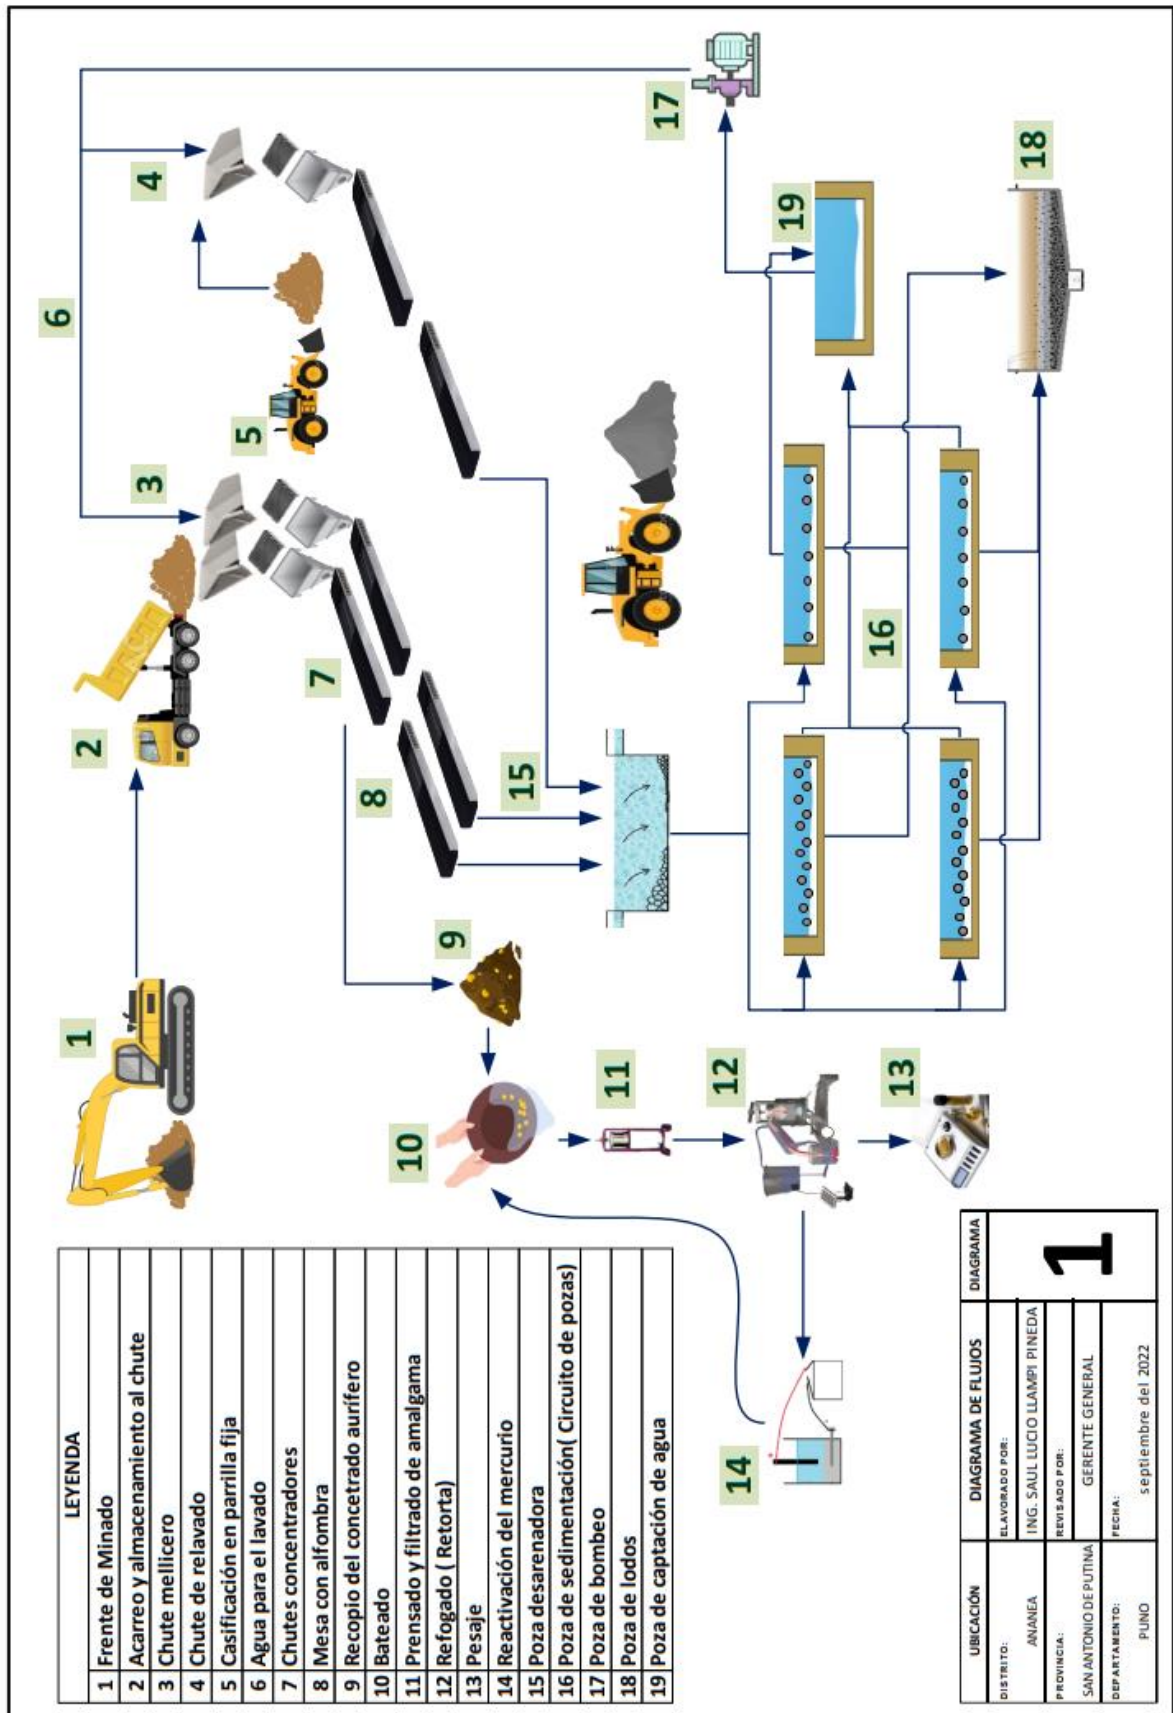 1
2
3
4
5
6
7
8
9
10
11
12
13
14
15
16
17
18
19
LEYENDA
1 Frente de Minado
2 Acarreo y almacenamiento al chute
3 Chute mellicero
4 Chute de relavado
5 Casificación en parrilla fija
6 Agua para el lavado
7 Chutes concentradores
8 Mesa con alfombra
9 Recopio del concetrado aurífero
10 Bateado
11 Prensado y filtrado de amalgama
12 Refogado ( Retorta)
13 Pesaje
14 Reactivación del mercurio
15 Poza desarenadora
16 Poza de sedimentación( Circuito de pozas)
17 Poza de bombeo
18 Poza de lodos
19 Poza de captación de agua
UBICACIÓN
DISTRITO:
ANANEA
PROVINCIA:
SAN ANTONIO DE PUTINA
DEPARTAMENTO:
PUNO
DIAGRAMA DE FLUJOS
ELAVORADO POR:
ING. SAUL LUCIO LLAMPI PINEDA
REVISADO POR:
GERENTE GENERAL
FECHA:
septiembre del 2022
DIAGRAMA
1